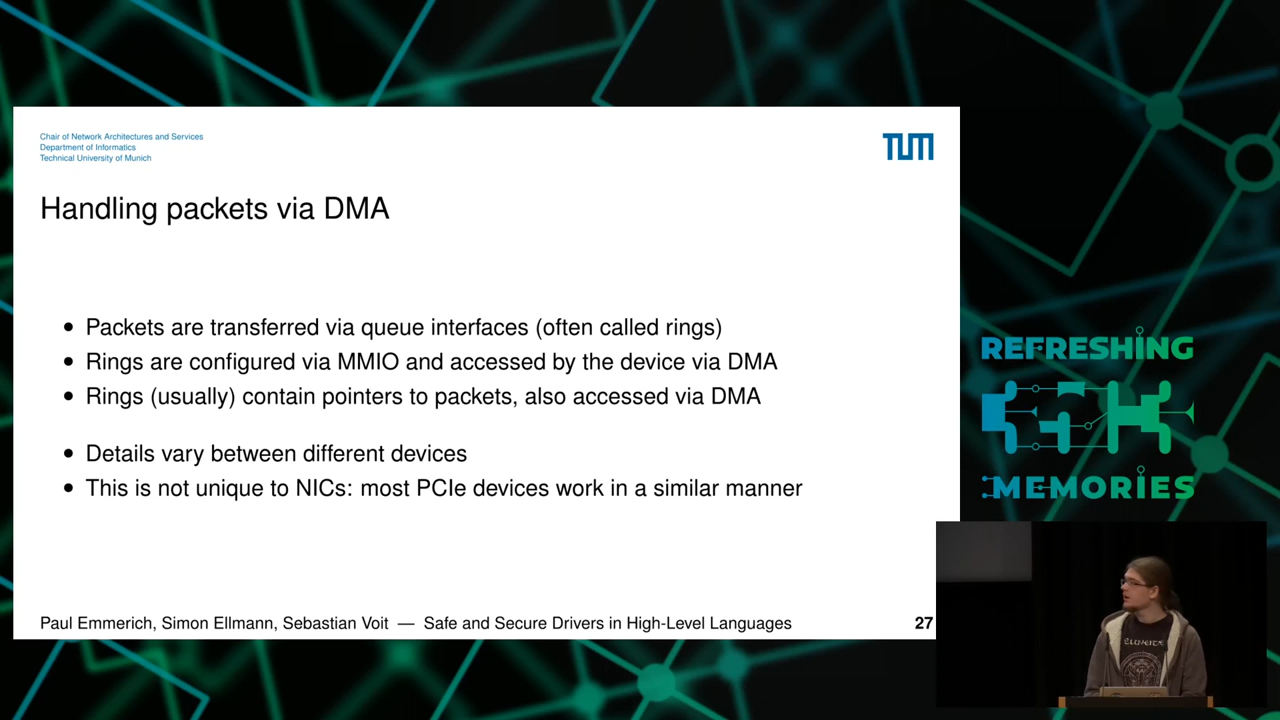 Chair of Network Architectures and Services
Department of Informatics
Technical University of Munich
TUM
Handling packets via DMA
• Packets are transferred via queue interfaces (often called rings)
• Rings are configured via MMIO and accessed by the device via DMA
• Rings (usually) contain pointers to packets, also accessed via DMA
• Details vary between different devices
• This is not unique to NICs: most PCIe devices work in a similar manner
Paul Emmerich, Simon Ellmann, Sebastian Voit — Safe and Secure Drivers in High-Level Languages
27
REFRESHING
MEMORIES